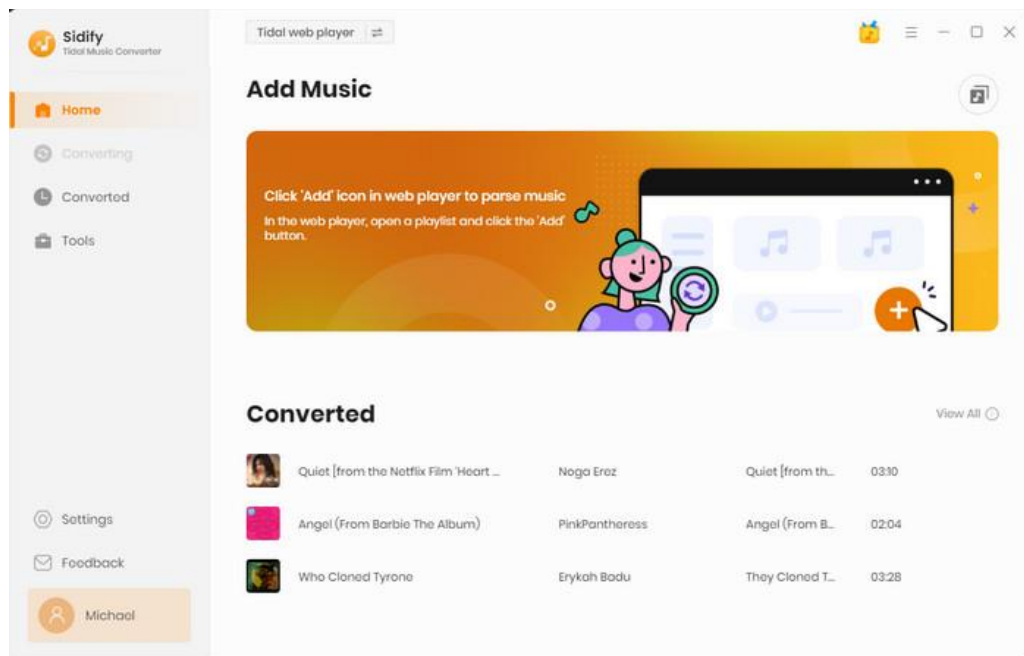 Sidify
Tidal Music Converter
Tidal web player
Home
Converting
Converted
Tools
Settings
Feedback
Michael
Add Music
Click 'Add' icon in web player to parse music
In the web player, open a playlist and click the 'Add'
button.
Converted
View All
Quiet [from the Netflix Film 'Heart ... Noga Erez Quiet [from th... 03:10
Angel (From Barbie The Album) PinkPantheress Angel (From B... 02:04
Who Cloned Tyrone Erykah Badu They Cloned T... 03:28